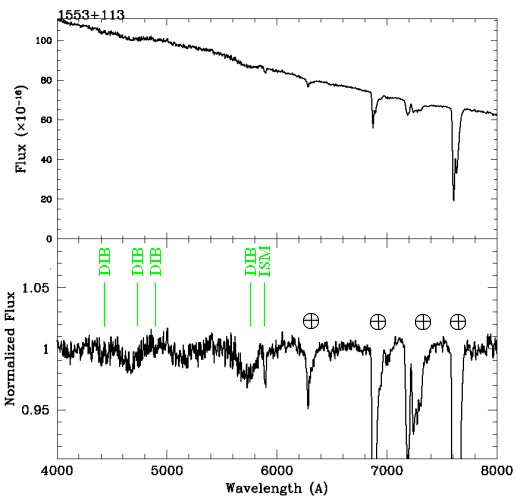 1553+113
100
80
60
40
20
0
Flux (×10⁻¹⁶)
DIB
DIB
DIB
DIB
ISM
1.05
1
0.95
Normalized Flux
4000 5000 6000 7000 8000
Wavelength (A)